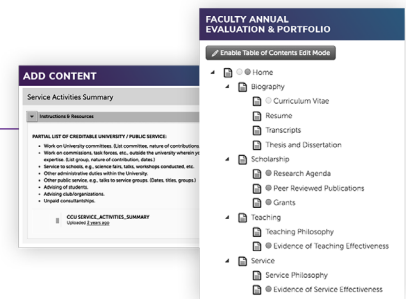 ADD CONTENT
Service Activities Summary
Instructions & Resources
PARTIAL LIST OF CREDITABLE UNIVERSITY / PUBLIC SERVICE:
• Work on University committees. (List committee, nature of contributions
• Work on commissions, task forces, etc., outside the university wherein yo
expertise. (List group, nature of contribution, dates.)
• Service to schools, e.g., science fairs, talks, workshops conducted, etc.
• Other administrative duties within the University.
• Other public service, e.g., talks to service groups. (Dates, titles, groups.)
• Advising of students.
• Advising club/organizations.
• Unpaid consultantships.
CCU SERVICE_ACTIVITIES_SUMMARY
Uploaded 2 years ago
FACULTY ANNUAL
EVALUATION & PORTFOLIO
Enable Table of Contents Edit Mode
Home
Biography
Curriculum Vitae
Resume
Transcripts
Thesis and Dissertation
Scholarship
Research Agenda
Peer Reviewed Publications
Grants
Teaching
Teaching Philosophy
Evidence of Teaching Effectiveness
Service
Service Philosophy
Evidence of Service Effectiveness